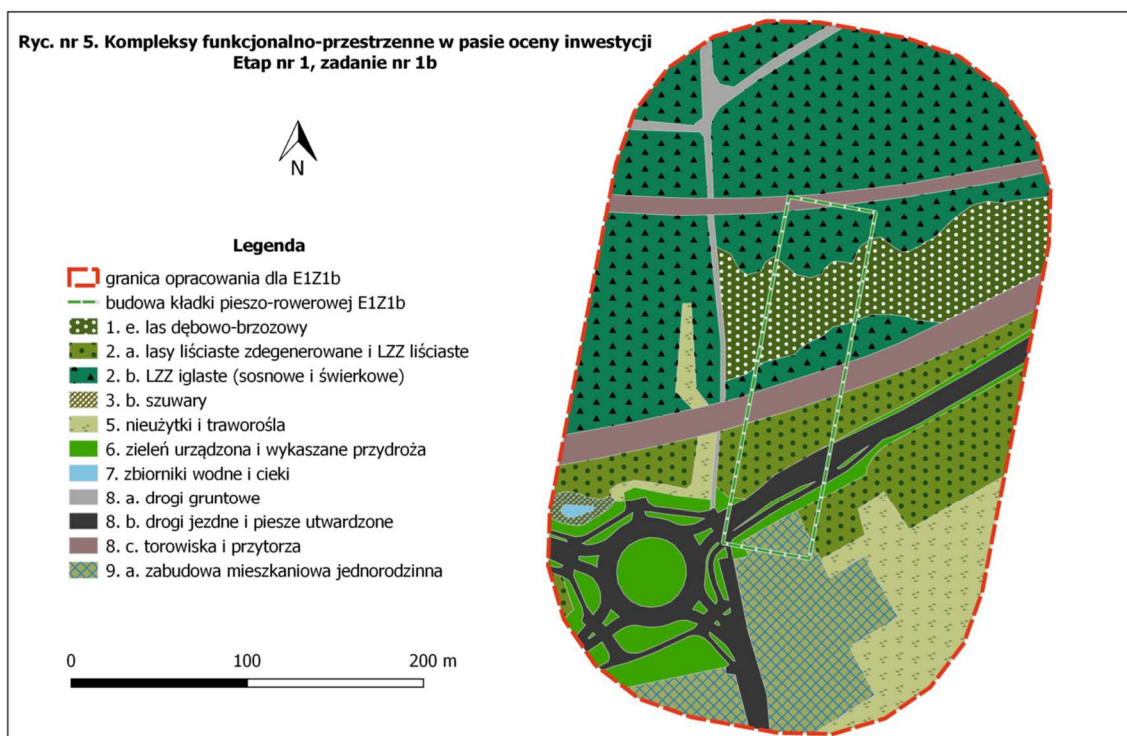 Ryc. nr 5. Kompleksy funkcjonalno-przestrzenne w pasie oceny inwestycji
Etap nr 1, zadanie nr 1b
N
Legenda
granica opracowania dla E1Z1b
budowa kładki pieszo-rowerowej E1Z1b
1. e. las dębowo-brzozowy
2. a. lasy liściaste zdegenerowane i LZZ liściaste
2. b. LZZ iglaste (sosnowe i świerkowe)
3. b. szuwary
5. nieużytki i traworośla
6. zieleń urządzona i wykaszane przydroża
7. zbiorniki wodne i cieki
8. a. drogi gruntowe
8. b. drogi jezdne i piesze utwardzone
8. c. torowiska i przytorza
9. a. zabudowa mieszkaniowa jednorodzinna
0 100 200 m